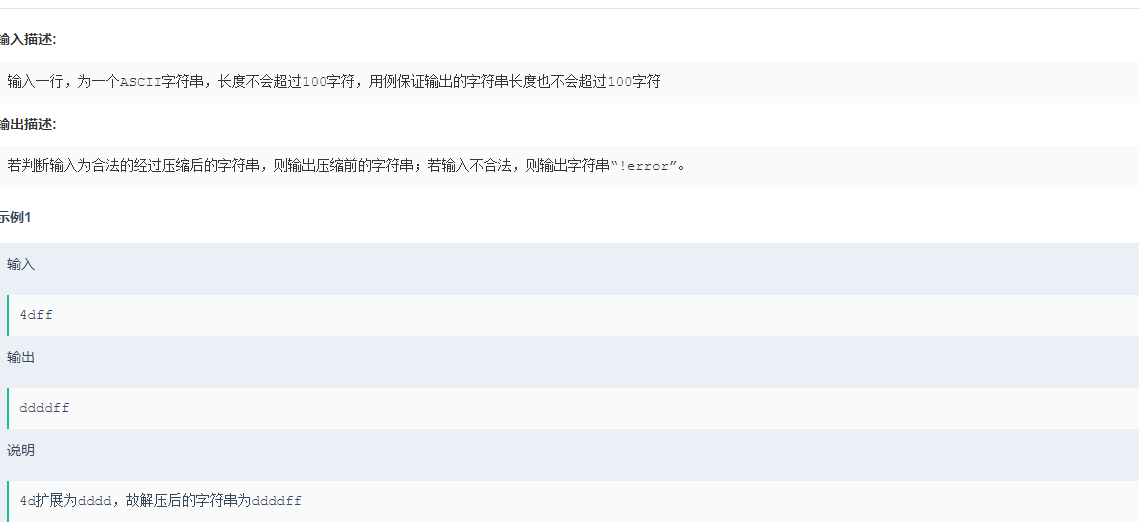 输入描述:
输入一行，为一个ASCII字符串，长度不会超过100字符，用例保证输出的字符串长度也不会超过100字符
输出描述:
若判断输入为合法的经过压缩后的字符串，则输出压缩前的字符串；若输入不合法，则输出字符串“!error”。
示例1
输入
4dff
输出
ddddff
说明
4d扩展为dddd，故解压后的字符串为ddddff